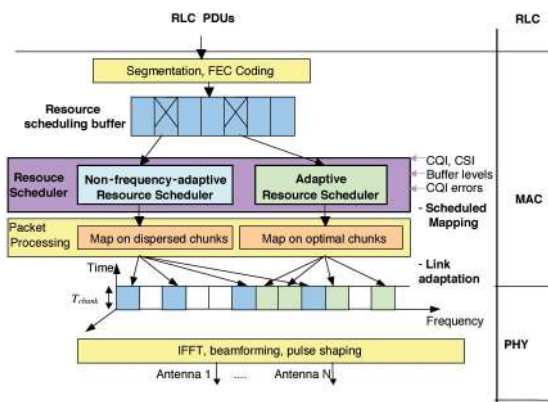 RLC PDUs
RLC
Segmentation, FEC Coding
Resource
scheduling buffer
Resouce
Scheduler
Non-frequency-adaptive
Resource Scheduler
Adaptive
Resource Scheduler
CQI, CSI
Buffer levels
CQI errors
MAC
- Scheduled
Mapping
Packet
Processing
Map on dispersed chunks
Map on optimal chunks
- Link
adaptation
Time
T chunk
Frequency
IFFT, beamforming, pulse shaping
PHY
Antenna 1
....
Antenna N